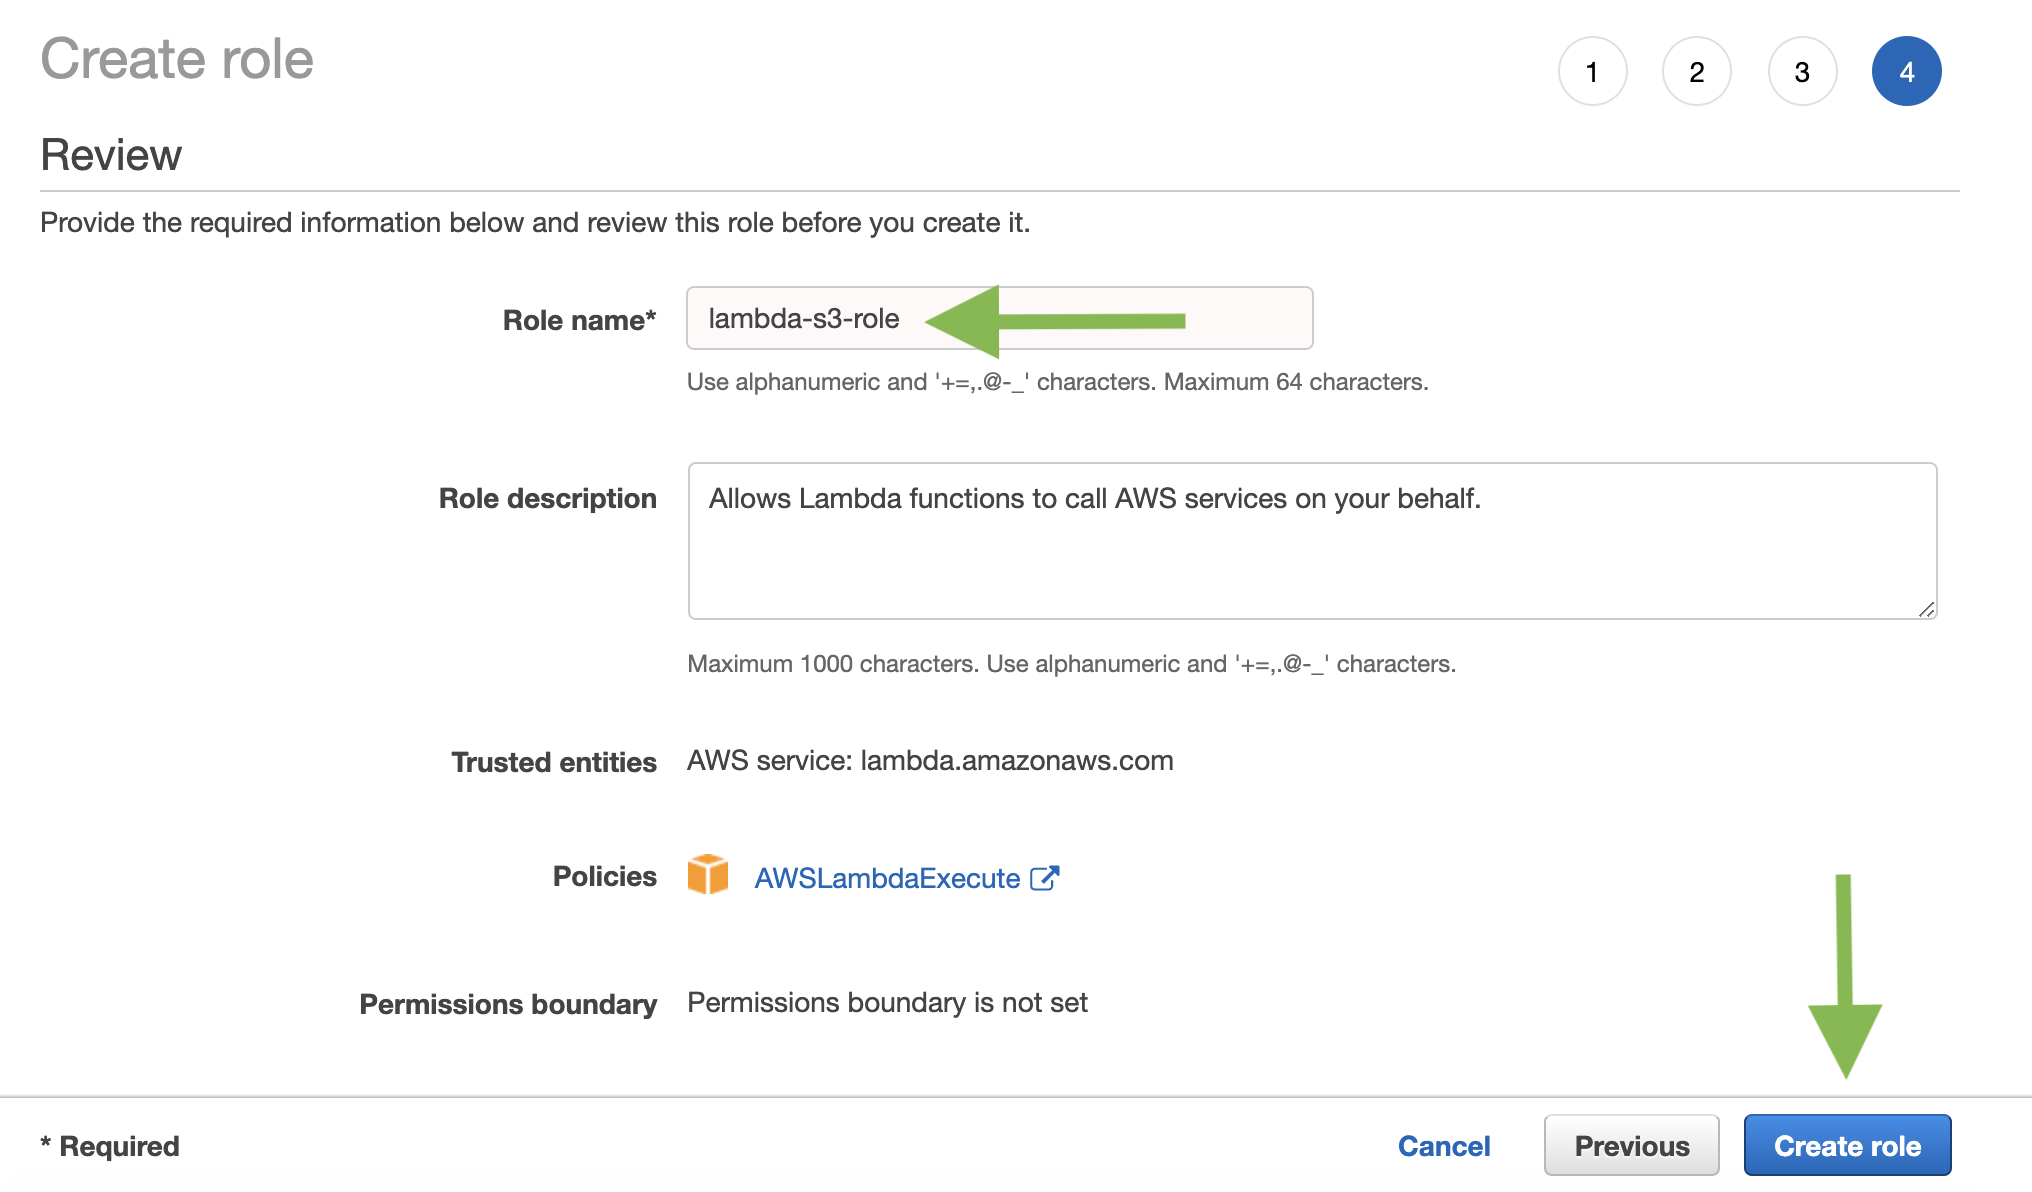 Create role
1 2 3 4
Review
Provide the required information below and review this role before you create it.
Role name* lambda-s3-role
Use alphanumeric and '+=,.@-_' characters. Maximum 64 characters.
Role description Allows Lambda functions to call AWS services on your behalf.
Maximum 1000 characters. Use alphanumeric and '+=,.@-_' characters.
Trusted entities AWS service: lambda.amazonaws.com
Policies AWSLambdaExecute
Permissions boundary Permissions boundary is not set
* Required Cancel Previous Create role